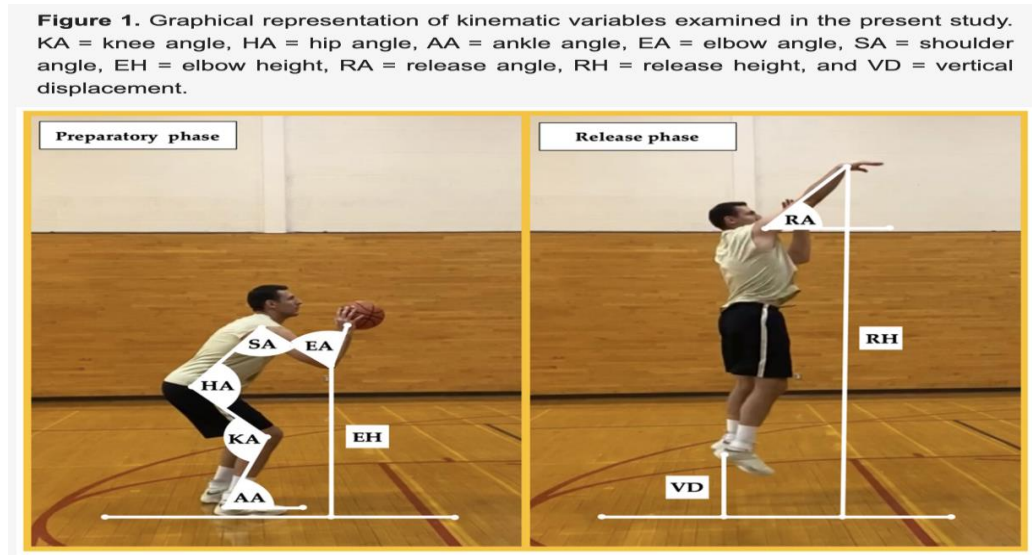 Figure 1. Graphical representation of kinematic variables examined in the present study.
KA = knee angle, HA = hip angle, AA = ankle angle, EA = elbow angle, SA = shoulder
angle, EH = elbow height, RA = release angle, RH = release height, and VD = vertical
displacement.
Preparatory phase
SA
EA
HA
KA
EH
AA
Release phase
RA
RH
VD